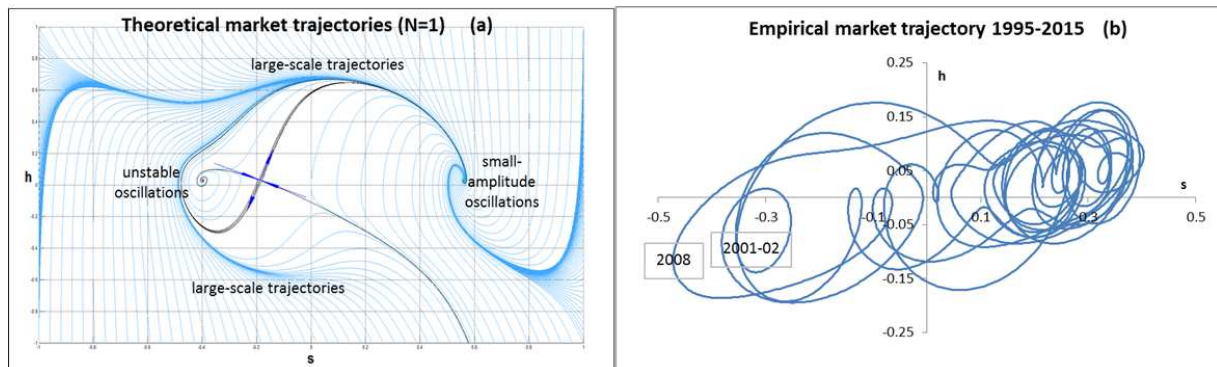 Theoretical market trajectories (N=1) (a)
large-scale trajectories
h
unstable
oscillations
small-
amplitude
oscillations
large-scale trajectories
s
Empirical market trajectory 1995-2015 (b)
0.25
h
0.15
0.05
s
-0.5
-0.3
-0.1
0.1
0.3
0.5
-0.05
2008
2001-02
-0.15
-0.25